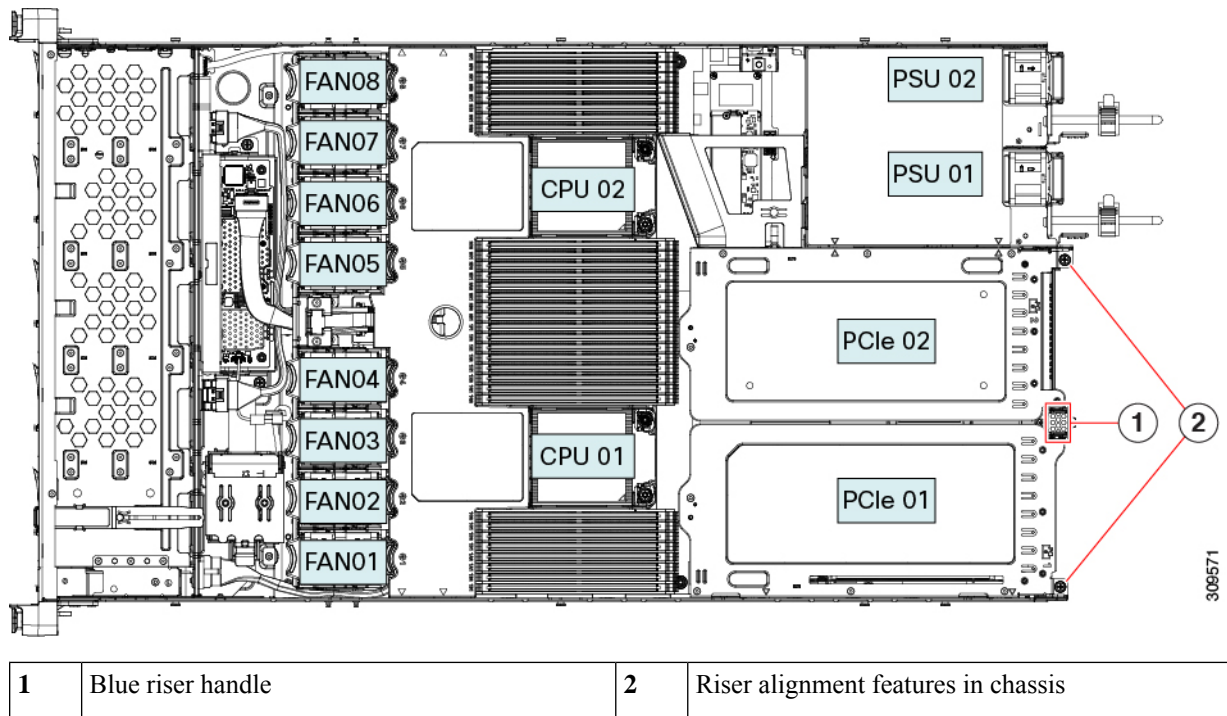 FAN08
FAN07
FAN06
FAN05
FAN04
FAN03
FAN02
FAN01
CPU 02
CPU 01
PSU 02
PSU 01
PCIe 02
PCIe 01
1
2
309571
1 Blue riser handle 2 Riser alignment features in chassis